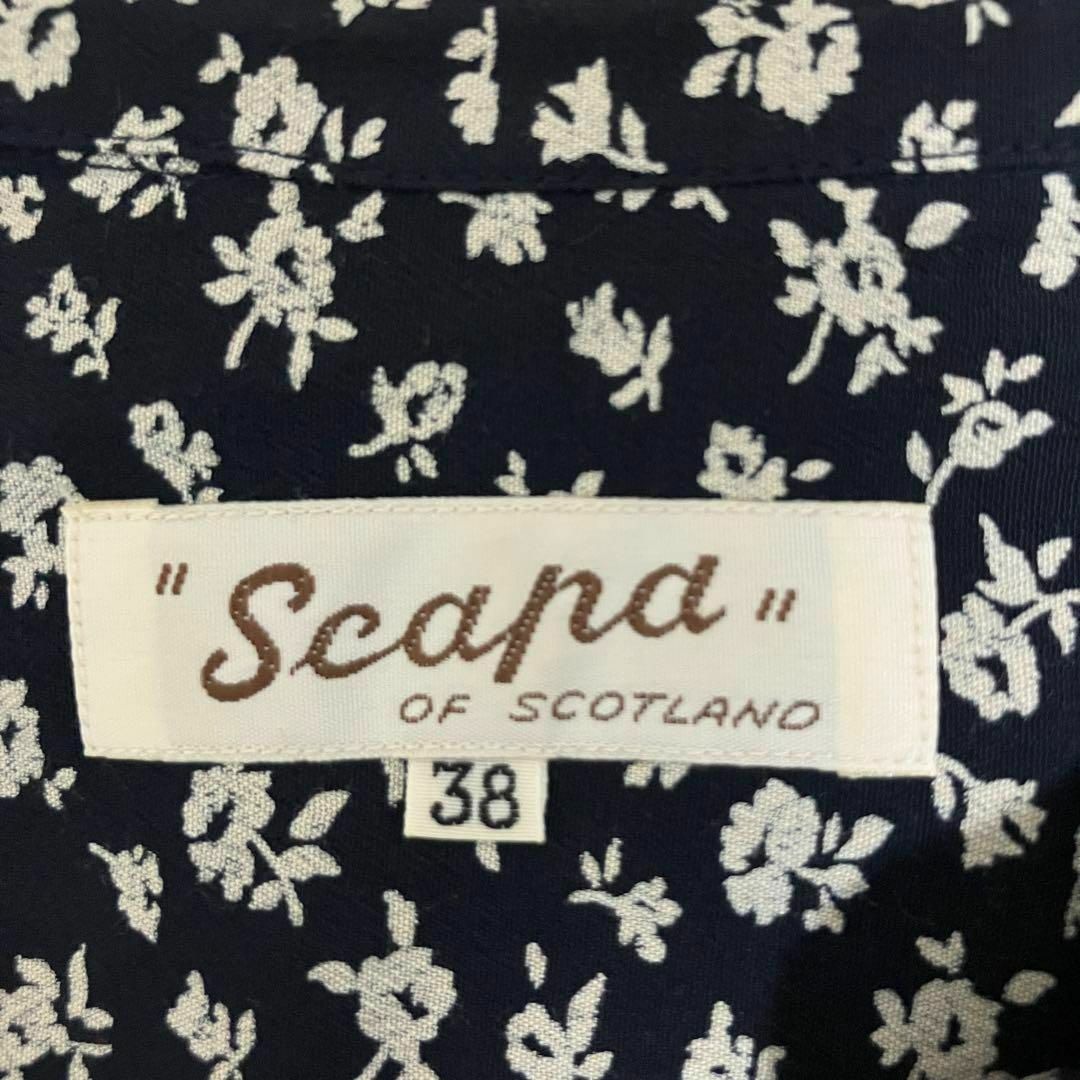 "Scapa"
OF SCOTLAND
38